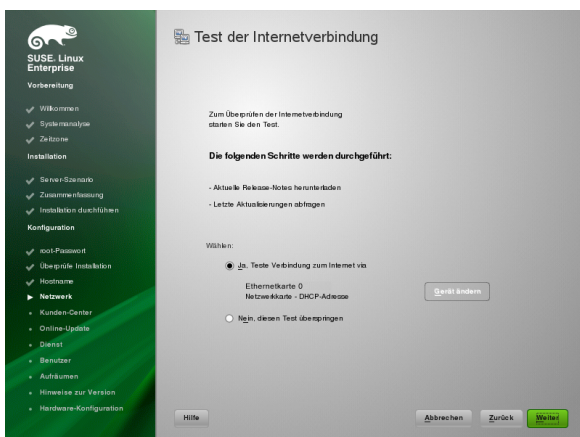 SUSE. Linux
Enterprise
Vorbereitung
Willkommen
Systemanalyse
Zeitzone
Installation
Server-Szenario
Zusammenfassung
Installation durchführen
Konfiguration
root-Passwort
Überprüfe Installation
Hostname
Netzwerk
Kunden-Center
Online-Update
Dienst
Benutzer
Aufräumen
Hinweise zur Version
Hardware-Konfiguration
Test der Internetverbindung
Zum Überprüfen der Internetverbindung
starten Sie den Test.
Die folgenden Schritte werden durchgeführt:
- Aktuelle Release-Notes herunterladen
- Letzte Aktualisierungen abfragen
Wählen:
Ja, Teste Verbindung zum Internet via
Ethernetkarte 0
Netzwerkkarte - DHCP-Adresse
Gerät ändern
Nein, diesen Test überspringen
Hilfe
Abbrechen
Zurück
Weiter